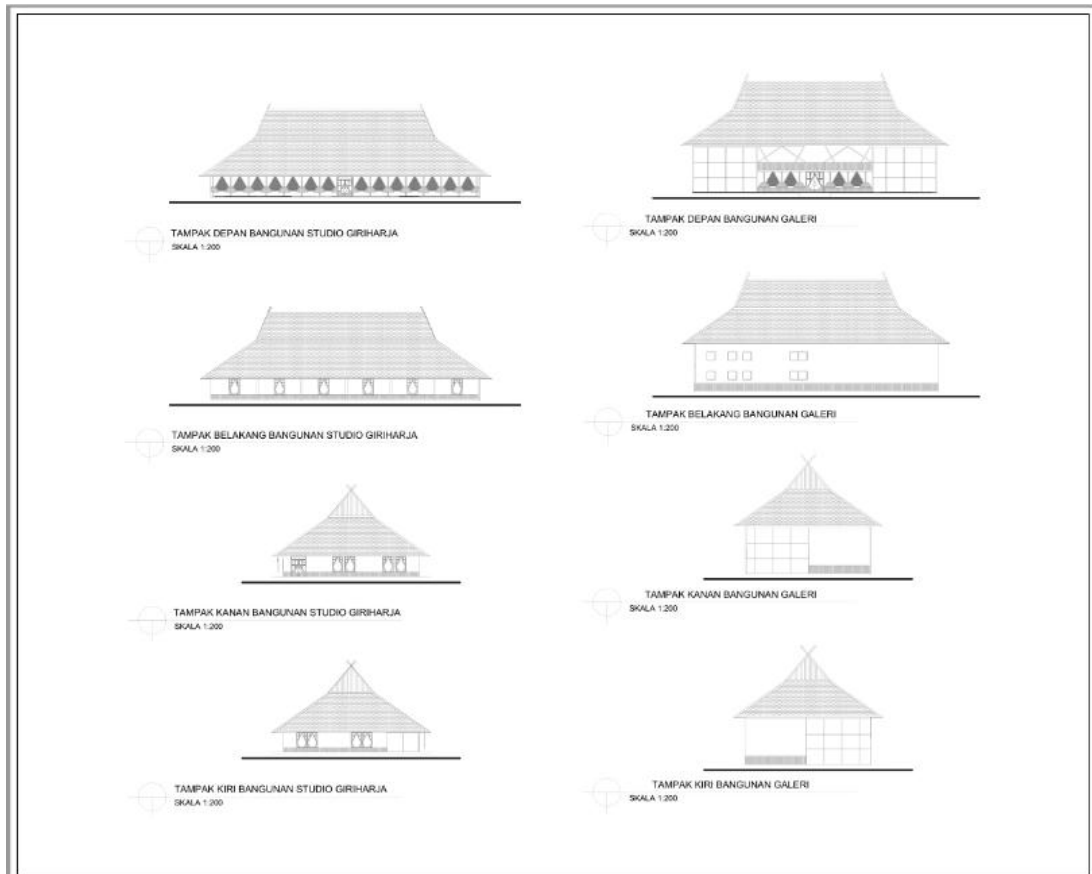 TAMPAK DEPAN BANGUNAN STUDIO GIRIHARJA
SKALA 1:200
TAMPAK DEPAN BANGUNAN GALERI
SKALA 1:200
TAMPAK BELAKANG BANGUNAN STUDIO GIRIHARJA
SKALA 1:200
TAMPAK BELAKANG BANGUNAN GALERI
SKALA 1:200
TAMPAK KANAN BANGUNAN STUDIO GIRIHARJA
SKALA 1:200
TAMPAK KANAN BANGUNAN GALERI
SKALA 1:200
TAMPAK KIRI BANGUNAN STUDIO GIRIHARJA
SKALA 1:200
TAMPAK KIRI BANGUNAN GALERI
SKALA 1:200